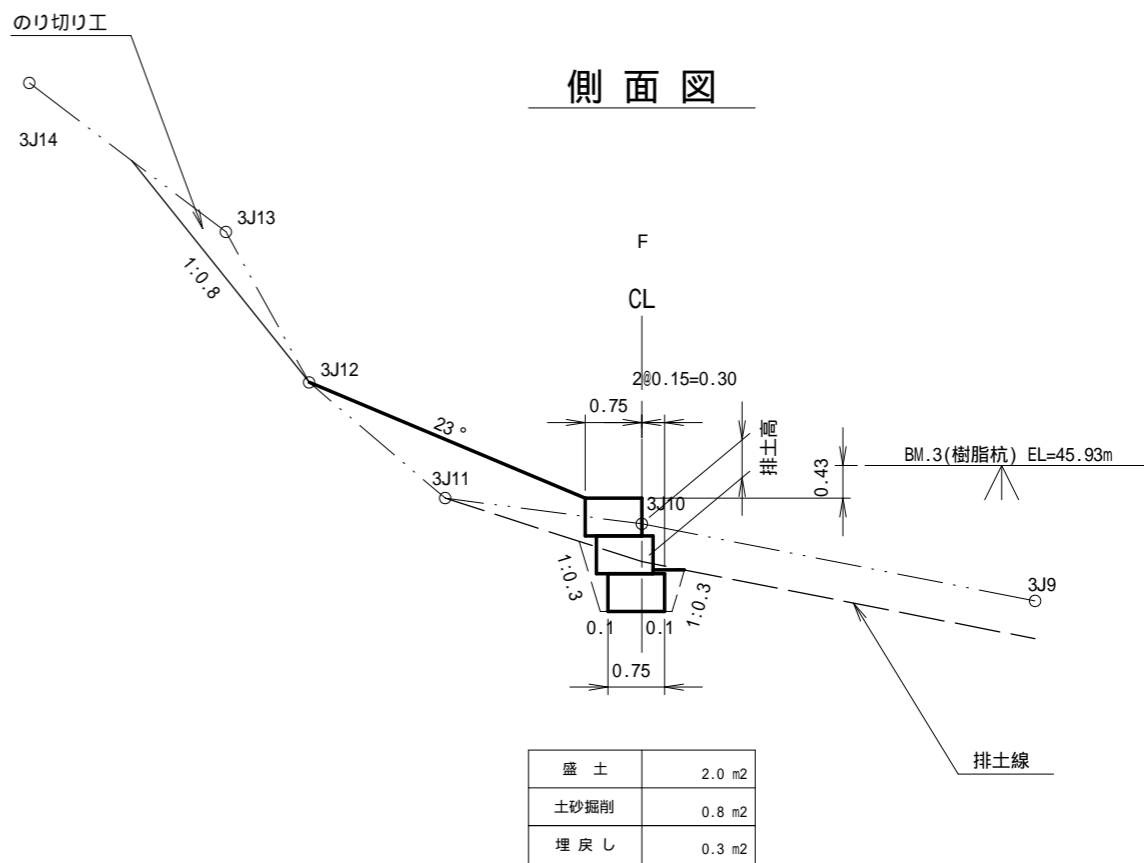 のり切り工
側面図
3J14
3J13
F
1:0.8
CL
3J12
2@0.15=0.30
0.75
23°
排土高
BM.3(樹脂杭) EL=45.93m
0.43
3J11
3J10
1:0.3
1:0.3
3J9
0.1
0.1
0.75
排土線
盛土 2.0 m2
土砂掘削 0.8 m2
埋戻し 0.3 m2